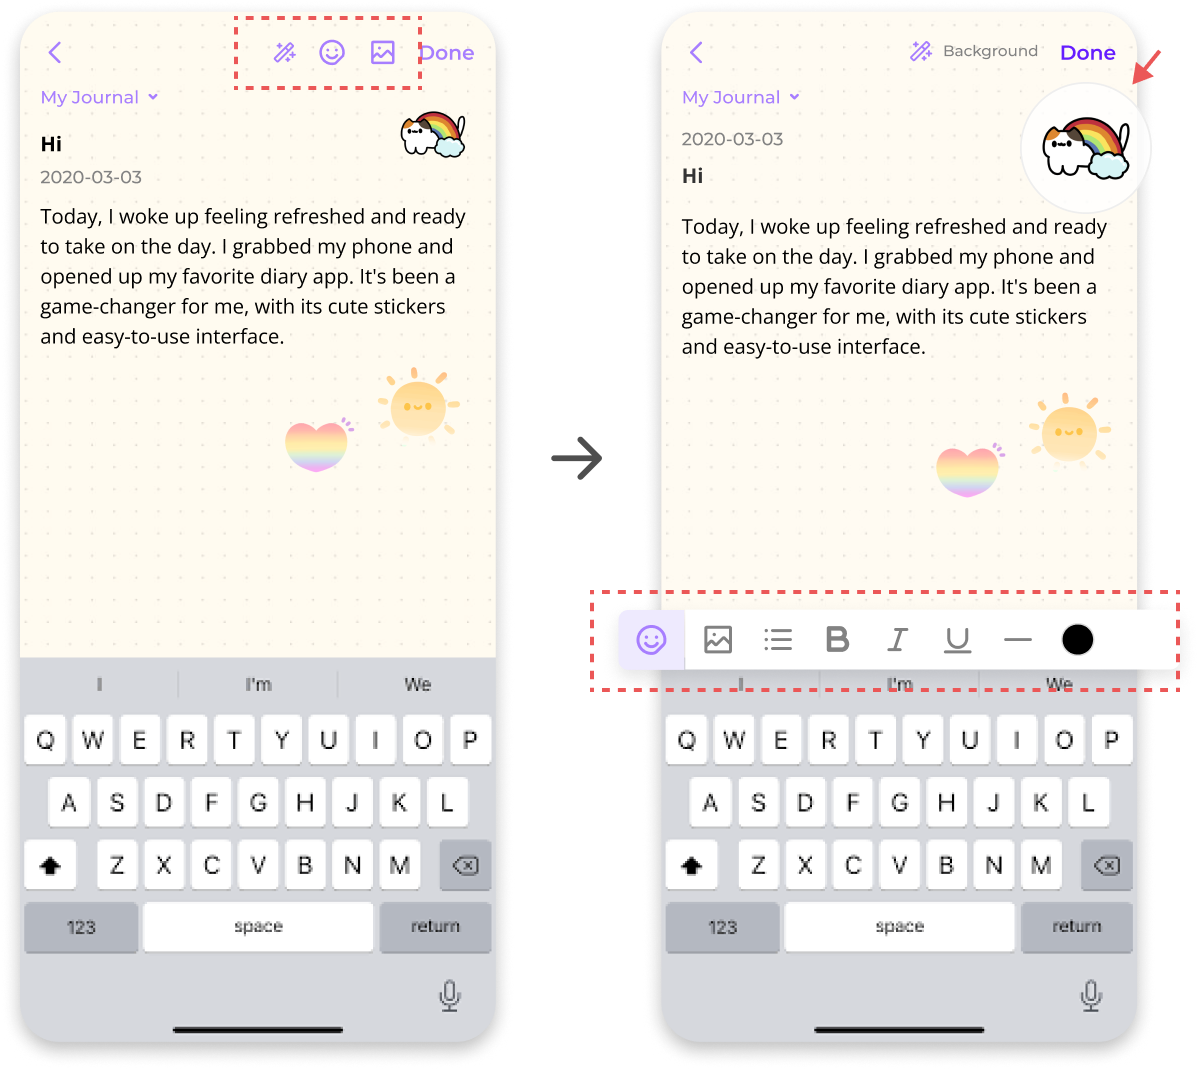 Done
My Journal
Hi
2020-03-03
Today, I woke up feeling refreshed and ready
to take on the day. I grabbed my phone and
opened up my favorite diary app. It's been a
game-changer for me, with its cute stickers
and easy-to-use interface.
I I'm We
Q W E R T Y U I O P
A S D F G H J K L
Z X C V B N M
123 space return
Background Done
My Journal
2020-03-03
Hi
Today, I woke up feeling refreshed and ready
to take on the day. I grabbed my phone and
opened up my favorite diary app. It's been a
game-changer for me, with its cute stickers
and easy-to-use interface.
B I U
I I'm We
Q W E R T Y U I O P
A S D F G H J K L
Z X C V B N M
123 space return